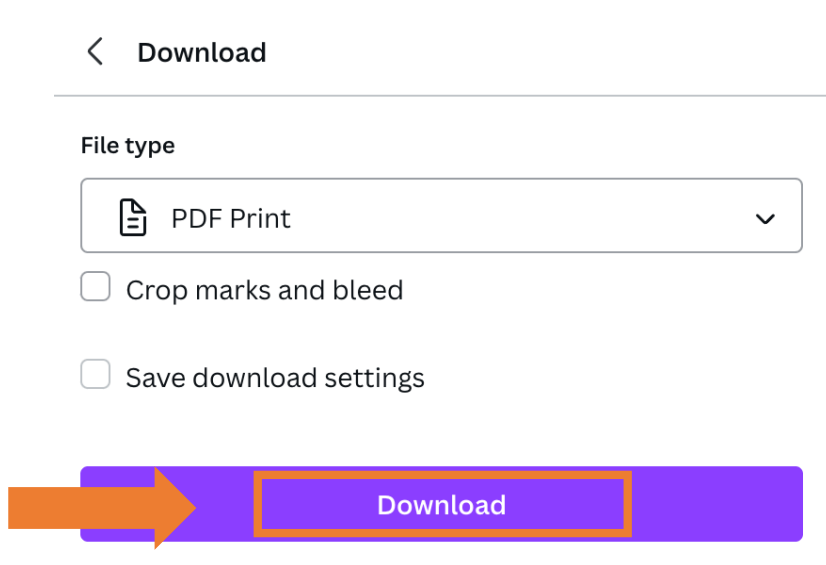 Download
File type
PDF Print
Crop marks and bleed
Save download settings
Download